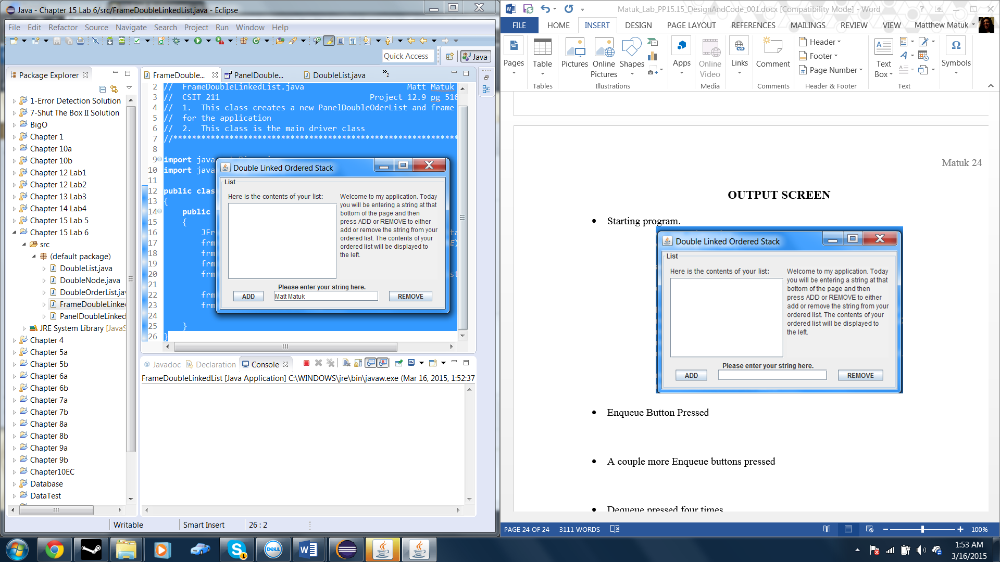 Java - Chapter 15 Lab 6/src/FrameDoubleLinkedList.java - Eclipse
File Edit Refactor Source Navigate Search Project Run Window Help
Quick Access
Java
Package Explorer
1-Error Detection Solution
7-Shut The Box II Solution
BigO
Chapter 1
Chapter 10a
Chapter 10b
Chapter 12 Lab1
Chapter 12 Lab2
Chapter 13 Lab3
Chapter 14 Lab4
Chapter 15 Lab 5
Chapter 15 Lab 6
src
(default package)
DoubleList.java
DoubleNode.java
DoubleOrderList.jav
FrameDoubleLinke
PanelDoubleLinked
JRE System Library [JavaS
Chapter 4
Chapter 5a
Chapter 5b
Chapter 6a
Chapter 6b
Chapter 7a
Chapter 7b
Chapter 8a
Chapter 8b
Chapter 9a
Chapter 9b
Chapter10EC
Database
DataTest
FrameDouble... PanelDouble... DoubleList.java »2
2 // FrameDoubleLinkedList.java Matt Matuk
3 // CSIT 211 Project 12.9 pg 516
4 // 1. This class creates a new PanelDoubleOderList and frame
5 // for the application
6 // 2. This class is the main driver class
7 //*************************************************************
8
9 import java
10 import java
11
12 public clas
13 {
14 public
15 {
16 JFr
17 frm
18 frm
19 frm
20 frm
21
22 frm
23 frm
24
25 }
26 }
Double Linked Ordered Stack
List
Here is the contents of your list:
Welcome to my application. Today
you will be entering a string at that
bottom of the page and then
press ADD or REMOVE to either
add or remove the string from your
ordered list. The contents of your
ordered list will be displayed to
the left.
Please enter your string here.
ADD Matt Matuk REMOVE
Javadoc Declaration Console
FrameDoubleLinkedList [Java Application] C:\WINDOWS\jre\bin\javaw.exe (Mar 16, 2015, 1:52:37
Writable Smart Insert 26 : 2
Matuk_Lab_PP15.15_DesignAndCode_001.docx [Compatibility Mode] - Word
FILE HOME INSERT DESIGN PAGE LAYOUT REFERENCES MAILINGS REVIEW VIEW Matthew Matuk
Pages
Table
Tables
Pictures
Online Pictures
Shapes
Illustrations
Apps
Online Video
Media
Links
Comment
Comments
Header
Footer
Page Number
Header & Footer
Text Box
Text
Symbols
Matuk 24
OUTPUT SCREEN
• Starting program.
Double Linked Ordered Stack
List
Here is the contents of your list:
Welcome to my application. Today
you will be entering a string at that
bottom of the page and then
press ADD or REMOVE to either
add or remove the string from your
ordered list. The contents of your
ordered list will be displayed to
the left.
Please enter your string here.
ADD REMOVE
• Enqueue Button Pressed
• A couple more Enqueue buttons pressed
• Dequeue pressed four times
PAGE 24 OF 24 3111 WORDS 100%
DELL
1:53 AM
3/16/2015